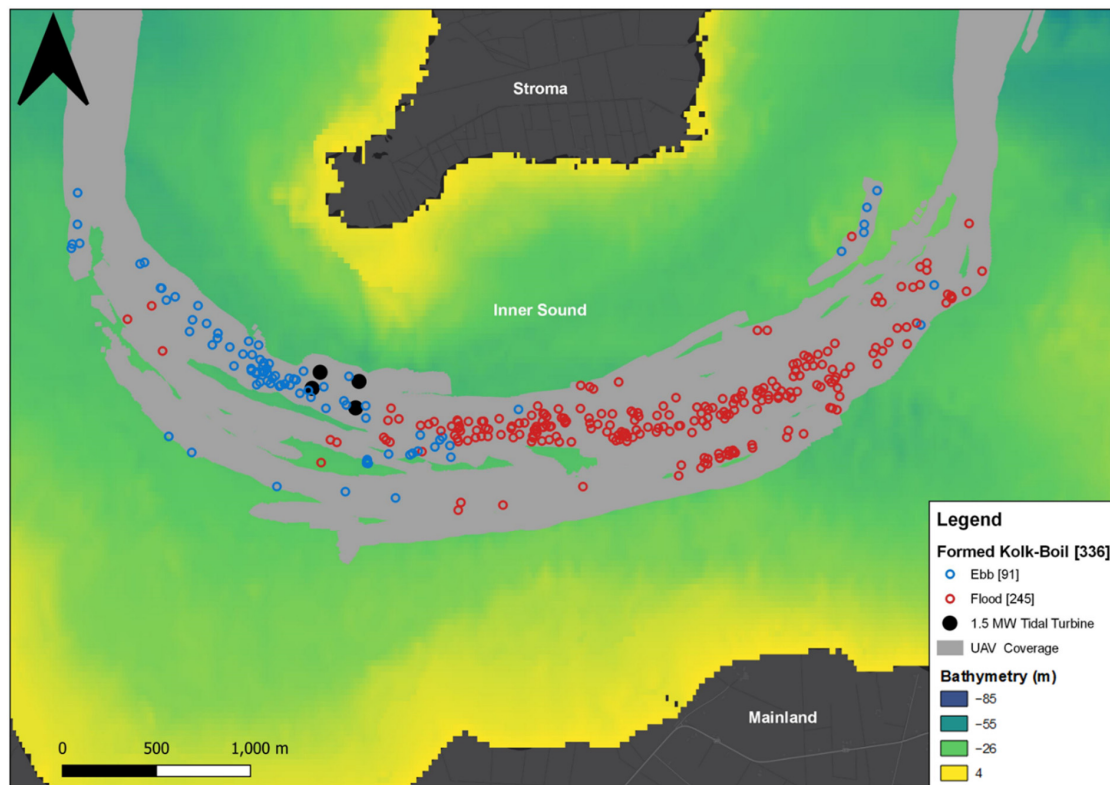 Stroma
Inner Sound
Mainland
0 500 1,000 m
Legend
Formed Kolk-Boil [336]
Ebb [91]
Flood [245]
1.5 MW Tidal Turbine
UAV Coverage
Bathymetry (m)
−85
−55
−26
4